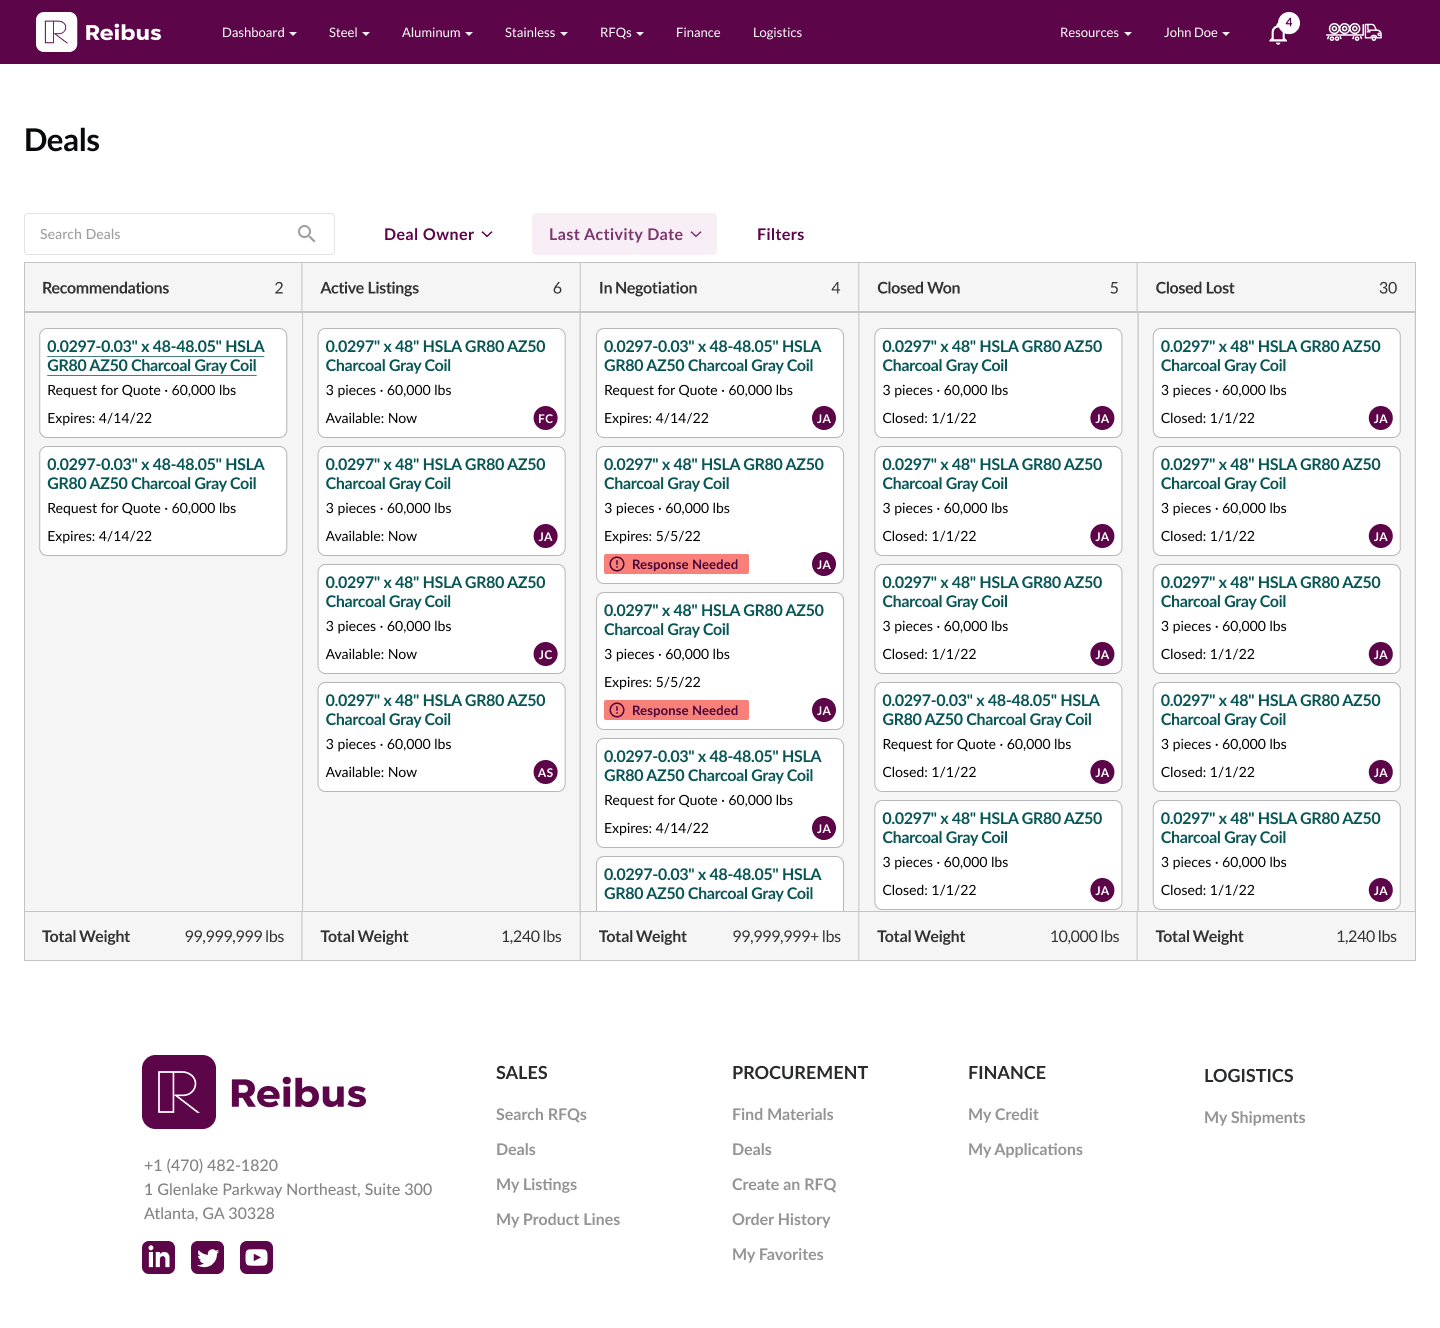 Reibus
Dashboard
Steel
Aluminum
Stainless
RFQs
Finance
Logistics
Resources
John Doe
4
Deals
Search Deals
Deal Owner
Last Activity Date
Filters
Recommendations 2
0.0297-0.03" x 48-48.05" HSLA
GR80 AZ50 Charcoal Gray Coil
Request for Quote · 60,000 lbs
Expires: 4/14/22
0.0297-0.03" x 48-48.05" HSLA
GR80 AZ50 Charcoal Gray Coil
Request for Quote · 60,000 lbs
Expires: 4/14/22
Total Weight 99,999,999 lbs
Active Listings 6
0.0297" x 48" HSLA GR80 AZ50
Charcoal Gray Coil
3 pieces · 60,000 lbs
Available: Now FC
0.0297" x 48" HSLA GR80 AZ50
Charcoal Gray Coil
3 pieces · 60,000 lbs
Available: Now JA
0.0297" x 48" HSLA GR80 AZ50
Charcoal Gray Coil
3 pieces · 60,000 lbs
Available: Now JC
0.0297" x 48" HSLA GR80 AZ50
Charcoal Gray Coil
3 pieces · 60,000 lbs
Available: Now AS
Total Weight 1,240 lbs
In Negotiation 4
0.0297-0.03" x 48-48.05" HSLA
GR80 AZ50 Charcoal Gray Coil
Request for Quote · 60,000 lbs
Expires: 4/14/22 JA
0.0297" x 48" HSLA GR80 AZ50
Charcoal Gray Coil
3 pieces · 60,000 lbs
Expires: 5/5/22
Response Needed JA
0.0297" x 48" HSLA GR80 AZ50
Charcoal Gray Coil
3 pieces · 60,000 lbs
Expires: 5/5/22
Response Needed JA
0.0297-0.03" x 48-48.05" HSLA
GR80 AZ50 Charcoal Gray Coil
Request for Quote · 60,000 lbs
Expires: 4/14/22 JA
0.0297-0.03" x 48-48.05" HSLA
GR80 AZ50 Charcoal Gray Coil
Total Weight 99,999,999+ lbs
Closed Won 5
0.0297" x 48" HSLA GR80 AZ50
Charcoal Gray Coil
3 pieces · 60,000 lbs
Closed: 1/1/22 JA
0.0297" x 48" HSLA GR80 AZ50
Charcoal Gray Coil
3 pieces · 60,000 lbs
Closed: 1/1/22 JA
0.0297" x 48" HSLA GR80 AZ50
Charcoal Gray Coil
3 pieces · 60,000 lbs
Closed: 1/1/22 JA
0.0297-0.03" x 48-48.05" HSLA
GR80 AZ50 Charcoal Gray Coil
Request for Quote · 60,000 lbs
Closed: 1/1/22 JA
0.0297" x 48" HSLA GR80 AZ50
Charcoal Gray Coil
3 pieces · 60,000 lbs
Closed: 1/1/22 JA
Total Weight 10,000 lbs
Closed Lost 30
0.0297" x 48" HSLA GR80 AZ50
Charcoal Gray Coil
3 pieces · 60,000 lbs
Closed: 1/1/22 JA
0.0297" x 48" HSLA GR80 AZ50
Charcoal Gray Coil
3 pieces · 60,000 lbs
Closed: 1/1/22 JA
0.0297" x 48" HSLA GR80 AZ50
Charcoal Gray Coil
3 pieces · 60,000 lbs
Closed: 1/1/22 JA
0.0297" x 48" HSLA GR80 AZ50
Charcoal Gray Coil
3 pieces · 60,000 lbs
Closed: 1/1/22 JA
0.0297" x 48" HSLA GR80 AZ50
Charcoal Gray Coil
3 pieces · 60,000 lbs
Closed: 1/1/22 JA
Total Weight 1,240 lbs
R Reibus
+1 (470) 482-1820
1 Glenlake Parkway Northeast, Suite 300
Atlanta, GA 30328
in
SALES
Search RFQs
Deals
My Listings
My Product Lines
PROCUREMENT
Find Materials
Deals
Create an RFQ
Order History
My Favorites
FINANCE
My Credit
My Applications
LOGISTICS
My Shipments